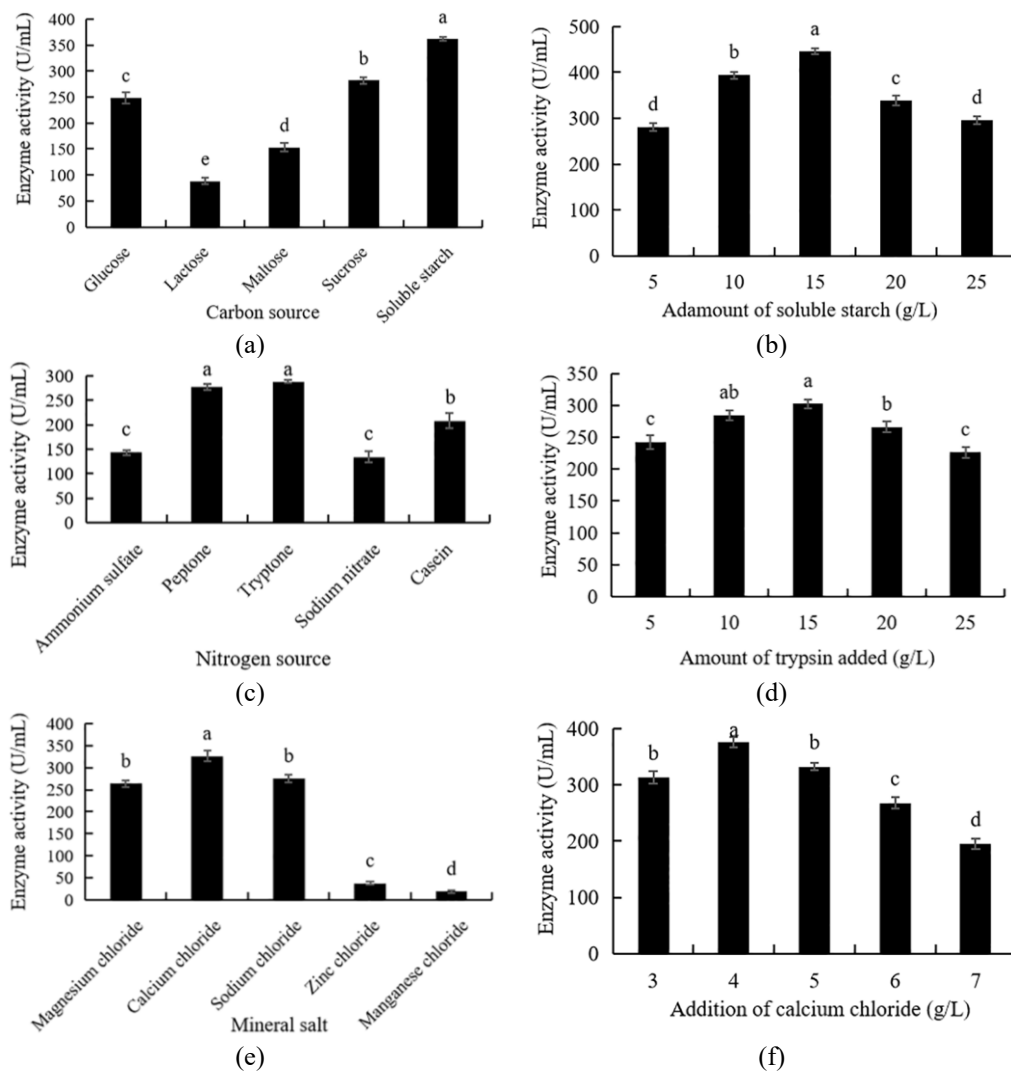 Enzyme activity (U/mL)
400
350
300
250
200
150
100
50
0
c
e
d
b
a
Glucose
Lactose
Maltose
Sucrose
Soluble starch
Carbon source
(a)
Enzyme activity (U/mL)
500
400
300
200
100
0
d
b
a
c
d
5 10 15 20 25
Adamount of soluble starch (g/L)
(b)
Enzyme activity (U/mL)
300
250
200
150
100
50
0
c
a
a
c
b
Ammonium sulfate
Peptone
Tryptone
Sodium nitrate
Casein
Nitrogen source
(c)
Enzyme activity (U/mL)
350
300
250
200
150
100
50
0
c
ab
a
b
c
5 10 15 20 25
Amount of trypsin added (g/L)
(d)
Enzyme activity (U/mL)
400
350
300
250
200
150
100
50
0
b
a
b
c
d
Magnesium chloride
Calcium chloride
Sodium chloride
Zinc chloride
Manganese chloride
Mineral salt
(e)
Enzyme activity (U/mL)
400
300
200
100
0
b
a
b
c
d
3 4 5 6 7
Addition of calcium chloride (g/L)
(f)